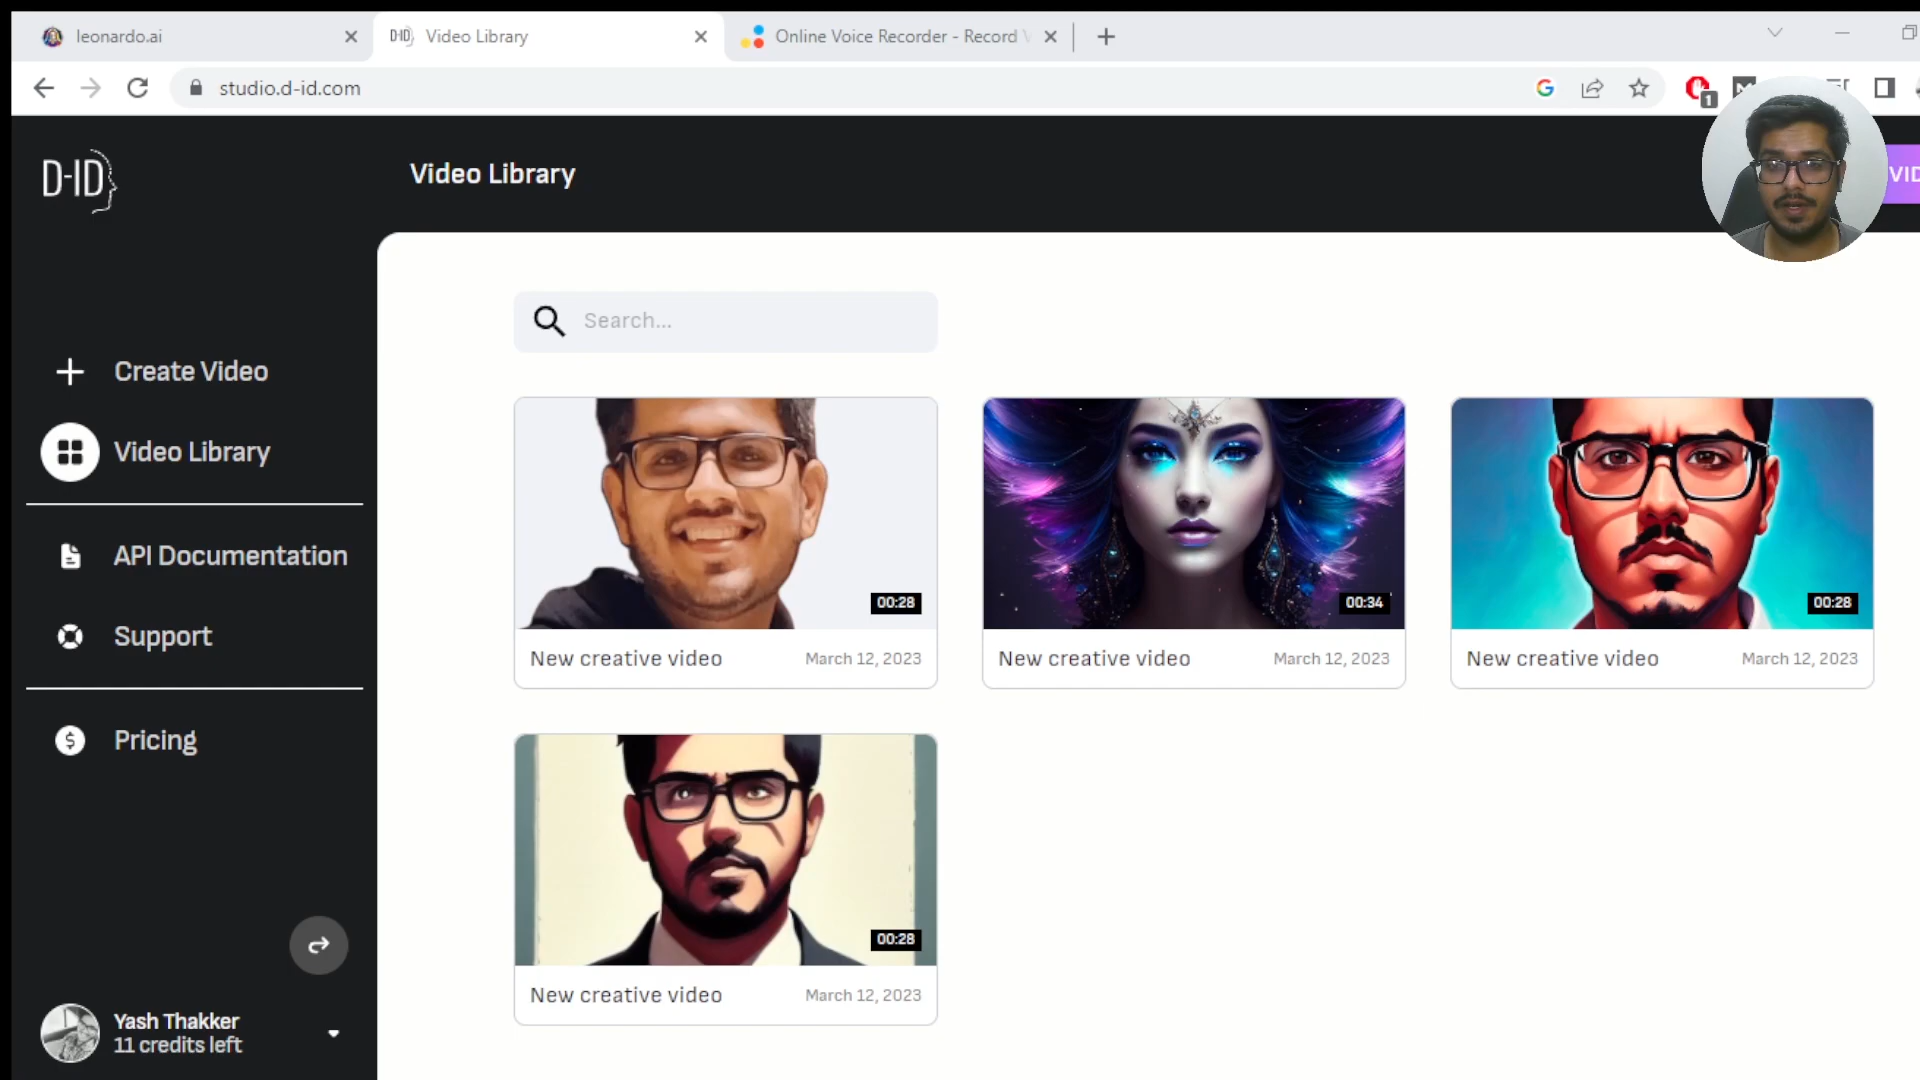 leonardo.ai
D-ID Video Library
Online Voice Recorder - Record
studio.d-id.com
1
D-ID
Video Library
VID
Search...
Create Video
Video Library
API Documentation
Support
Pricing
00:28
New creative video March 12, 2023
00:34
New creative video March 12, 2023
00:28
New creative video March 12, 2023
00:28
New creative video March 12, 2023
Yash Thakker
11 credits left